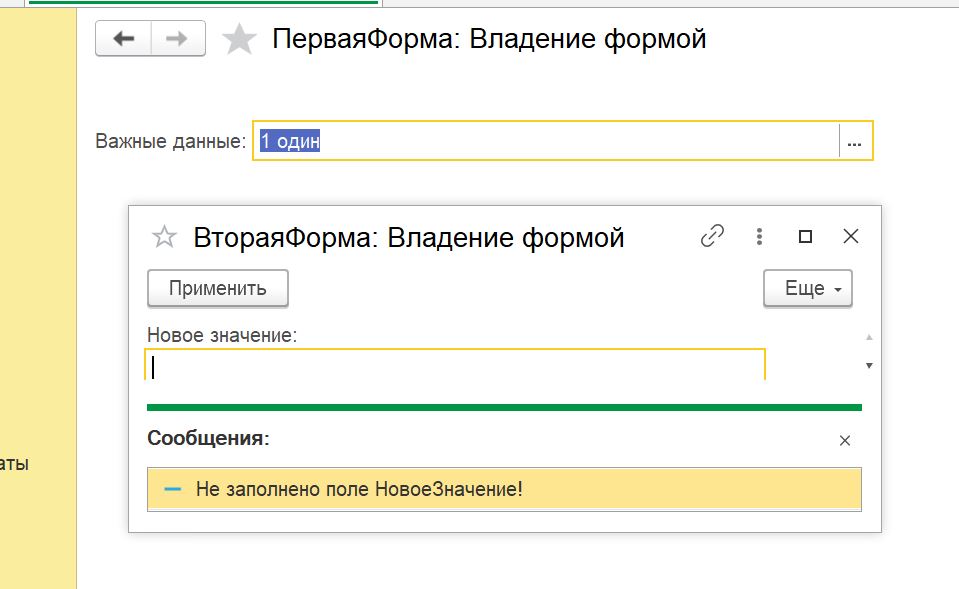 ПерваяФорма: Владение формой
Важные данные: 1 один ...
ВтораяФорма: Владение формой
Применить Еще
Новое значение:
Сообщения:
аты
Не заполнено поле НовоеЗначение!